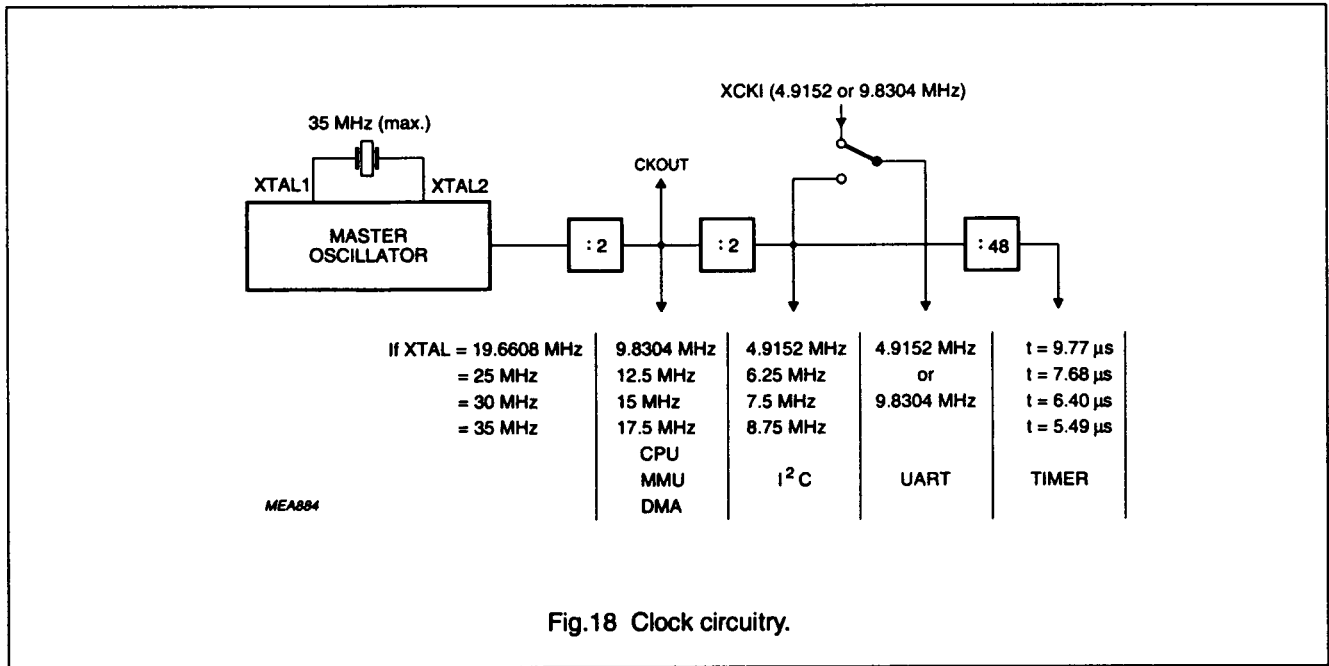 XCKI (4.9152 or 9.8304 MHz)
35 MHz (max.)
XTAL1
XTAL2
CKOUT
MASTER
OSCILLATOR
: 2
: 2
: 48
If XTAL = 19.6608 MHz 9.8304 MHz 4.9152 MHz 4.9152 MHz t = 9.77 µs
= 25 MHz 12.5 MHz 6.25 MHz or t = 7.68 µs
= 30 MHz 15 MHz 7.5 MHz 9.8304 MHz t = 6.40 µs
= 35 MHz 17.5 MHz 8.75 MHz t = 5.49 µs
CPU
MMU I²C UART TIMER
DMA
MEA884
Fig.18 Clock circuitry.